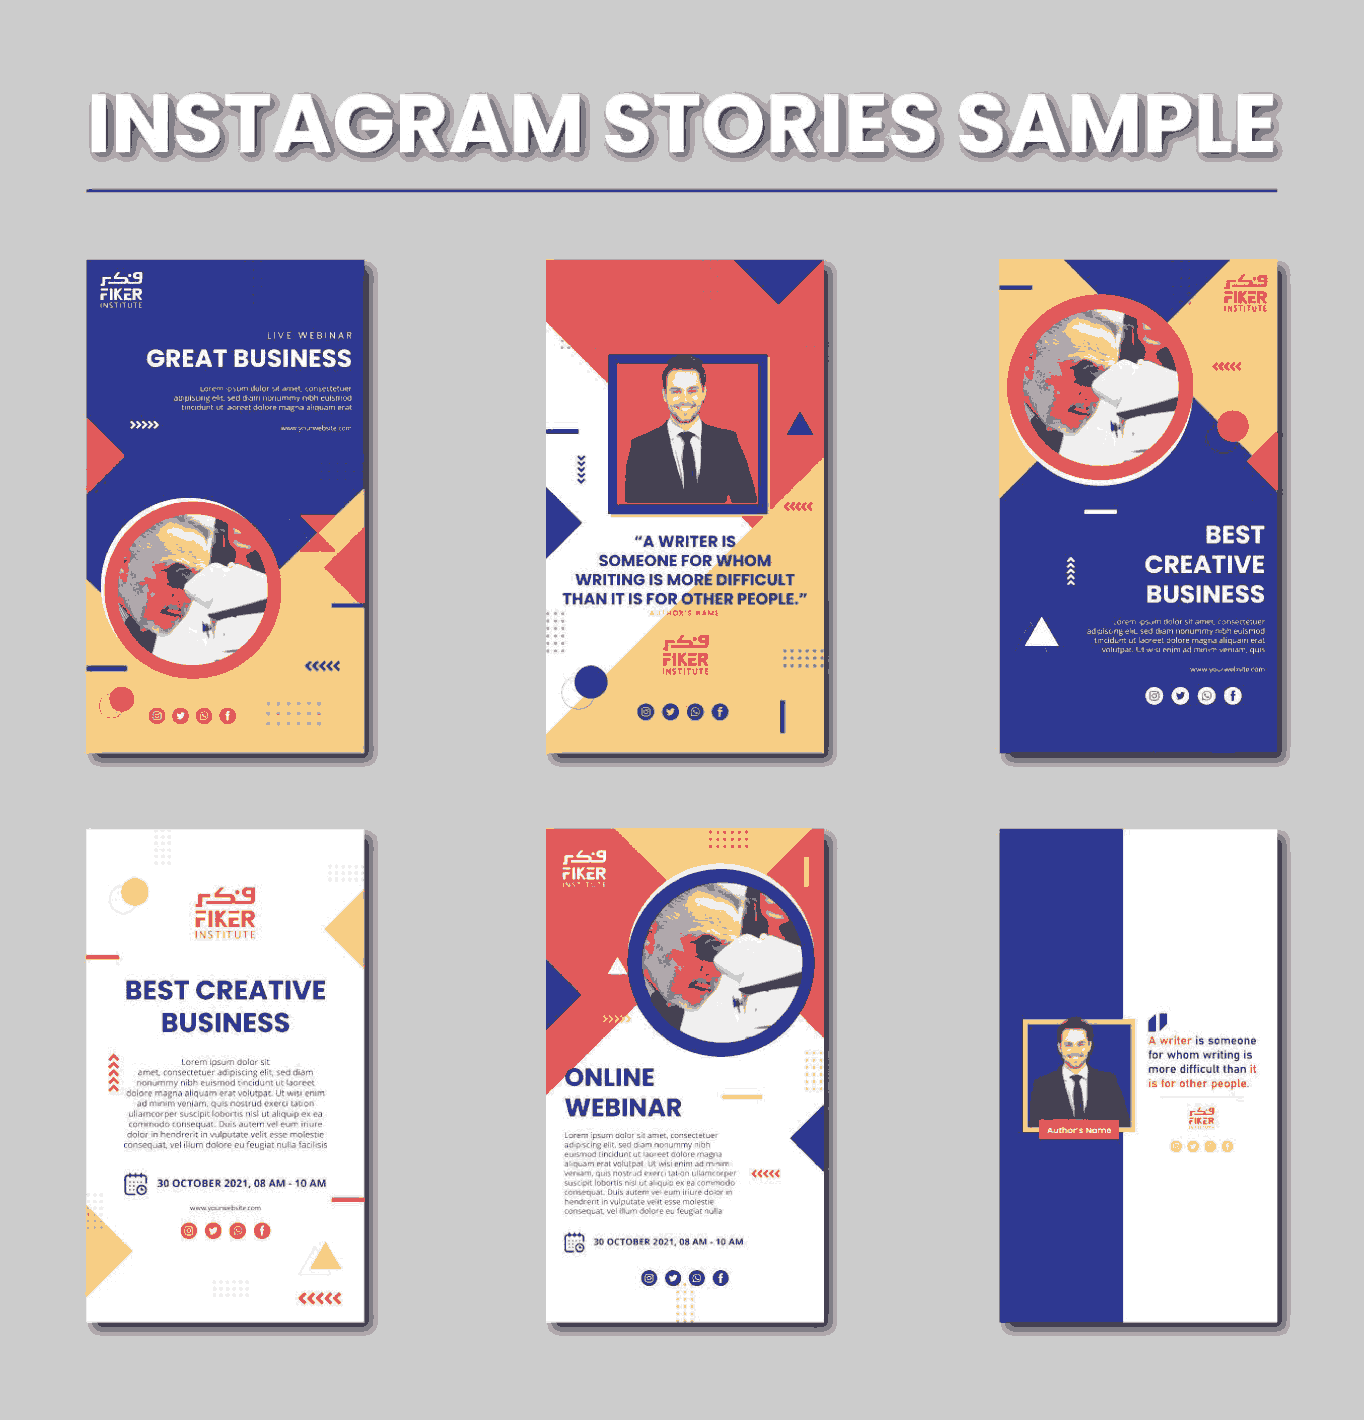 INSTAGRAM STORIES SAMPLE
فكر
FIKER
INSTITUTE
LIVE WEBINAR
GREAT BUSINESS
Lorem ipsum dolor sit amet, consectetuer
adipiscing elit, sed diam nonummy nibh euismod
tincidunt ut laoreet dolore magna aliquam erat
www.yourwebsite.com
“A WRITER IS
SOMEONE FOR WHOM
WRITING IS MORE DIFFICULT
THAN IT IS FOR OTHER PEOPLE.”
AUTHOR'S NAME
فكر
FIKER
INSTITUTE
فكر
FIKER
INSTITUTE
BEST
CREATIVE
BUSINESS
Lorem ipsum dolor sit amet, consectetuer
adipiscing elit, sed diam nonummy nibh euismod
tincidunt ut laoreet dolore magna aliquam erat
volutpat. Ut wisi enim ad minim veniam, quis
www.yourwebsite.com
فكر
FIKER
INSTITUTE
BEST CREATIVE
BUSINESS
Lorem ipsum dolor sit
amet, consectetuer adipiscing elit, sed diam
nonummy nibh euismod tincidunt ut laoreet
dolore magna aliquam erat volutpat. Ut wisi enim
ad minim veniam, quis nostrud exerci tation
ullamcorper suscipit lobortis nisl ut aliquip ex ea
commodo consequat. Duis autem vel eum iriure
dolor in hendrerit in vulputate velit esse molestie
consequat, vel illum dolore eu feugiat nulla facilisis
30 OCTOBER 2021, 08 AM - 10 AM
www.yourwebsite.com
فكر
FIKER
INSTITUTE
ONLINE
WEBINAR
Lorem ipsum dolor sit amet, consectetuer
adipiscing elit, sed diam nonummy nibh
euismod tincidunt ut laoreet dolore magna
aliquam erat volutpat. Ut wisi enim ad minim
veniam, quis nostrud exerci tation ullamcorper
suscipit lobortis nisl ut aliquip ex ea commodo
consequat. Duis autem vel eum iriure dolor in
hendrerit in vulputate velit esse molestie
consequat, vel illum dolore eu feugiat nulla
30 OCTOBER 2021, 08 AM - 10 AM
A writer is someone
for whom writing is
more difficult than it
is for other people.
Author's Name
فكر
FIKER